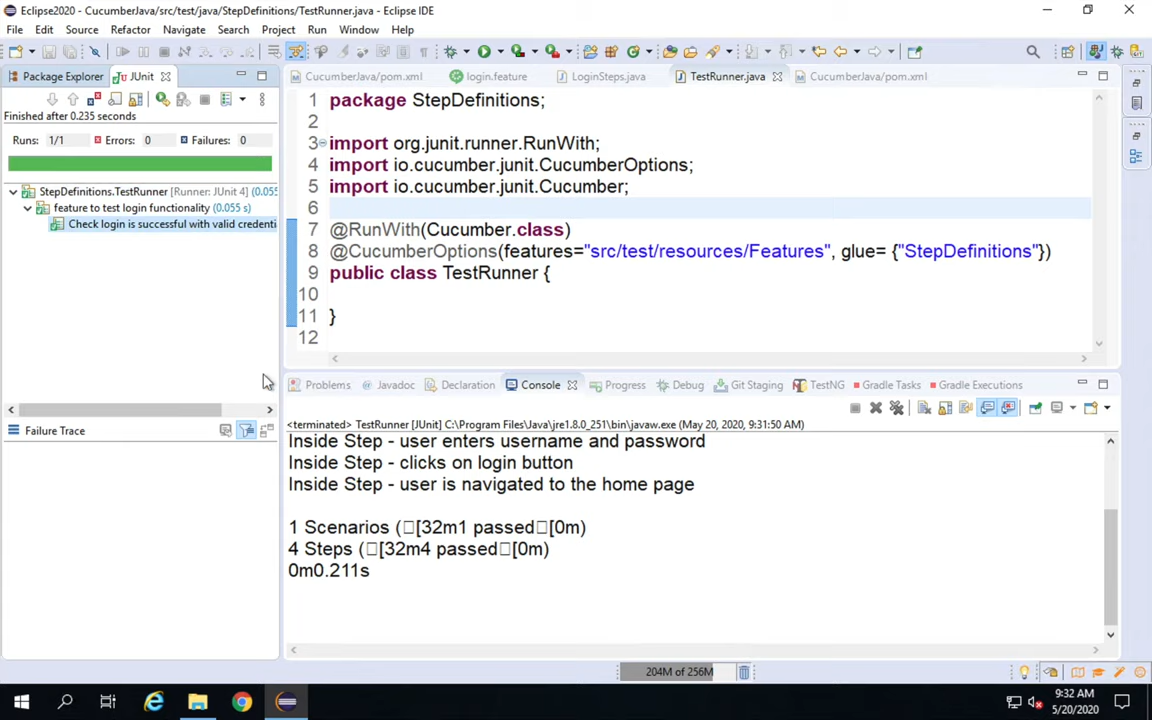 Eclipse2020 - CucumberJava/src/test/java/StepDefinitions/TestRunner.java - Eclipse IDE
File Edit Source Refactor Navigate Search Project Run Window Help
Package Explorer JUnit
CucumberJava/pom.xml login.feature LoginSteps.java TestRunner.java CucumberJava/pom.xml
Finished after 0.235 seconds
Runs: 1/1 Errors: 0 Failures: 0
StepDefinitions.TestRunner [Runner: JUnit 4] (0.055
feature to test login functionality (0.055 s)
Check login is successful with valid credenti
Failure Trace
1 package StepDefinitions;
2
3 import org.junit.runner.RunWith;
4 import io.cucumber.junit.CucumberOptions;
5 import io.cucumber.junit.Cucumber;
6
7 @RunWith(Cucumber.class)
8 @CucumberOptions(features="src/test/resources/Features", glue= {"StepDefinitions"})
9 public class TestRunner {
10
11 }
12
Problems Javadoc Declaration Console Progress Debug Git Staging TestNG Gradle Tasks Gradle Executions
<terminated> TestRunner [JUnit] C:\Program Files\Java\jre1.8.0_251\bin\javaw.exe (May 20, 2020, 9:31:50 AM)
Inside Step - user enters username and password
Inside Step - clicks on login button
Inside Step - user is navigated to the home page
1 Scenarios (□[32m1 passed□[0m)
4 Steps (□[32m4 passed□[0m)
0m0.211s
204M of 256M
9:32 AM
5/20/2020